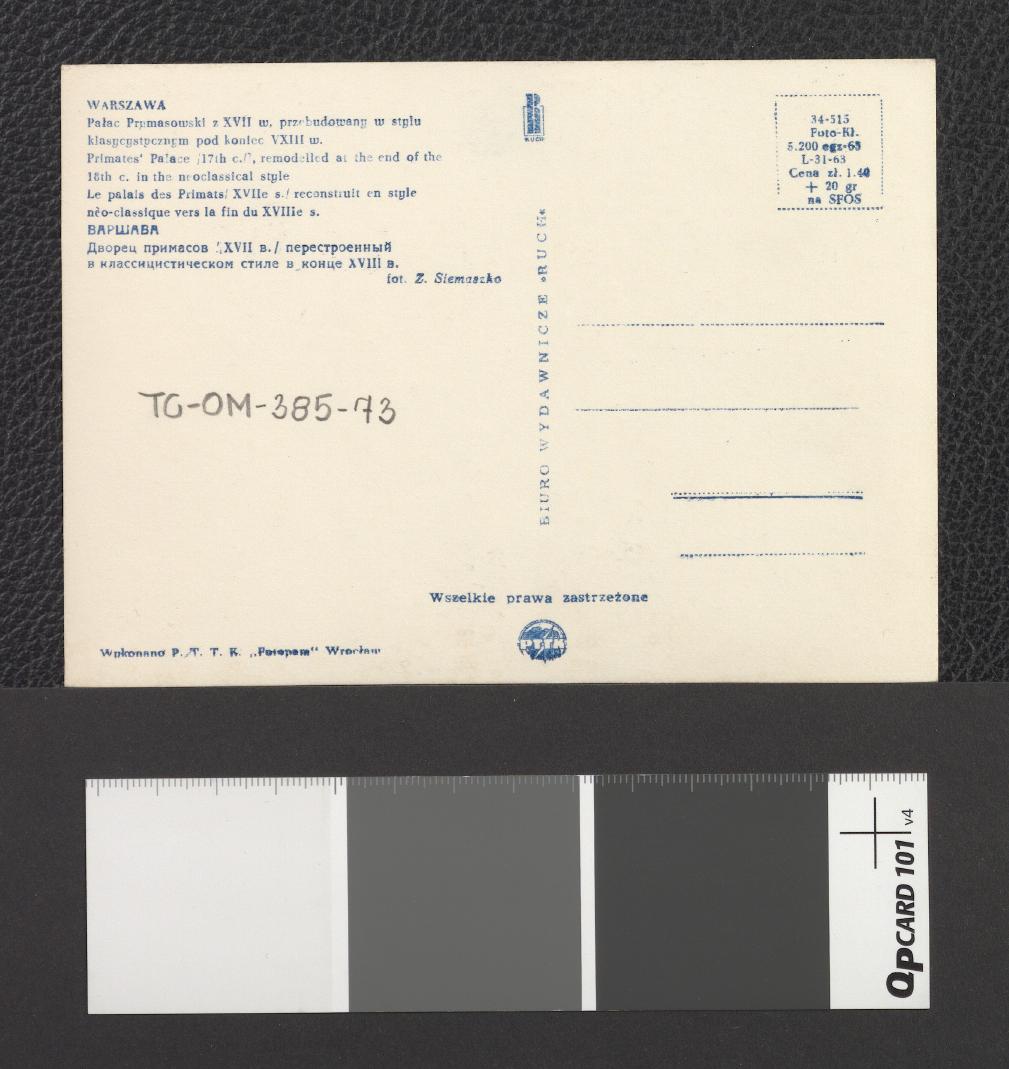 WARSZAWA
Pałac Prymasowski z XVII w. przebudowany w stylu
klasycystycznym pod koniec VXIII w.
Primates' Palace /17th c./, remodelled at the end of the
18th c. in the neoclassical style
Le palais des Primats/ XVIIe s./ reconstruit en style
nèo-classique vers la fin du XVIIIe s.
ВАРШАВА
Дворец примасов /XVII в./ перестроенный
в классицистическом стиле в конце XVIII в.
fot. Z. Siemaszko
TG-OM-385-73
Wykonano P. T. T. K. „Fotopam" Wrocław
RUCH
BIURO WYDAWNICZE „RUCH"
Wszelkie prawa zastrzeżone
PTTK
34-515
Foto-Kl.
5.200 egz-63
L-31-63
Cena zł. 1.40
+ 20 gr
na SFOS
QPCARD 101 v4